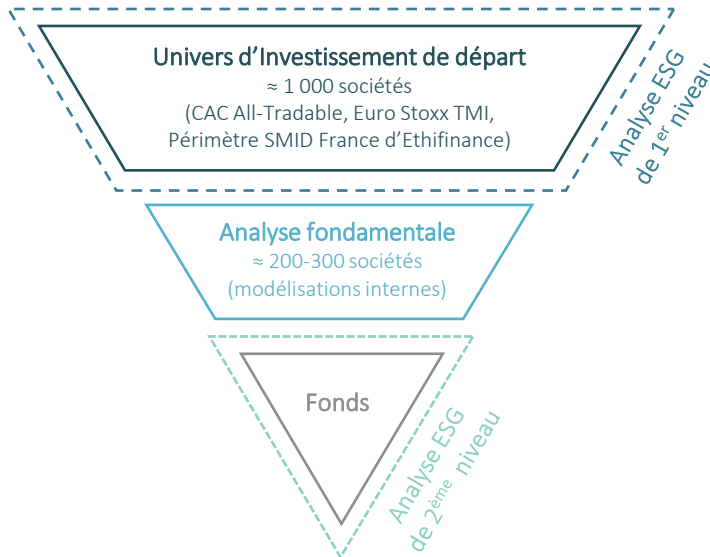 Univers d’Investissement de départ
≈ 1 000 sociétés
(CAC All-Tradable, Euro Stoxx TMI,
Périmètre SMID France d’Ethifinance)
Analyse ESG
de 1er niveau
Analyse fondamentale
≈ 200-300 sociétés
(modélisations internes)
Fonds
Analyse ESG
de 2ème niveau